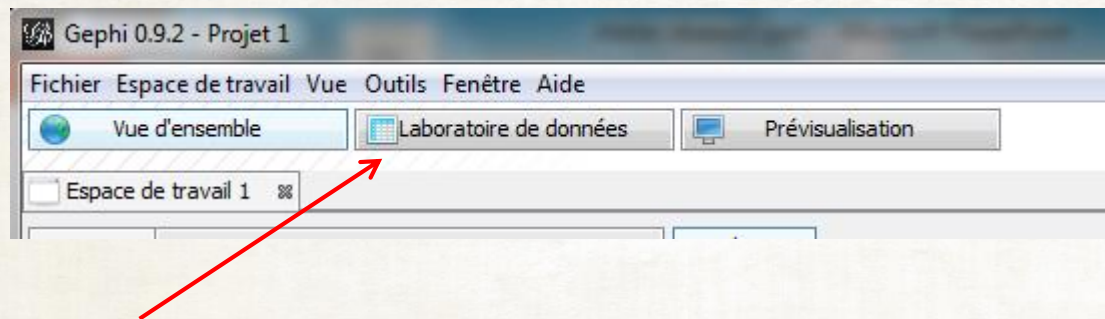 Gephi 0.9.2 - Projet 1
Fichier Espace de travail Vue Outils Fenêtre Aide
Vue d'ensemble Laboratoire de données Prévisualisation
Espace de travail 1